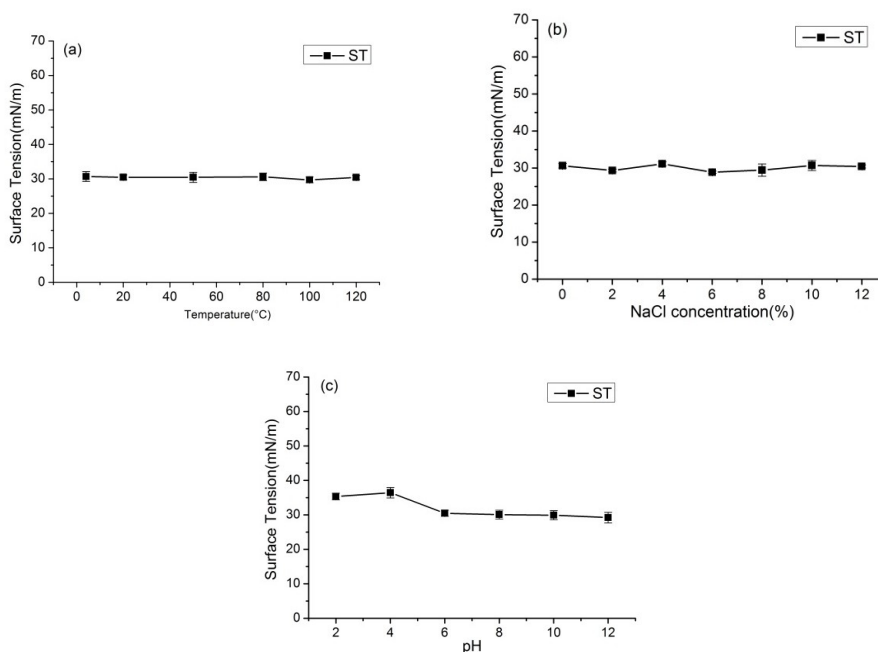 (a)
ST
70
60
50
40
30
20
10
0
Surface Tension(mN/m)
0 20 40 60 80 100 120
Temperature(°C)
(b)
ST
70
60
50
40
30
20
10
0
Surface Tension(mN/m)
0 2 4 6 8 10 12
NaCl concentration(%)
(c)
ST
70
60
50
40
30
20
10
0
Surface Tension(mN/m)
2 4 6 8 10 12
pH